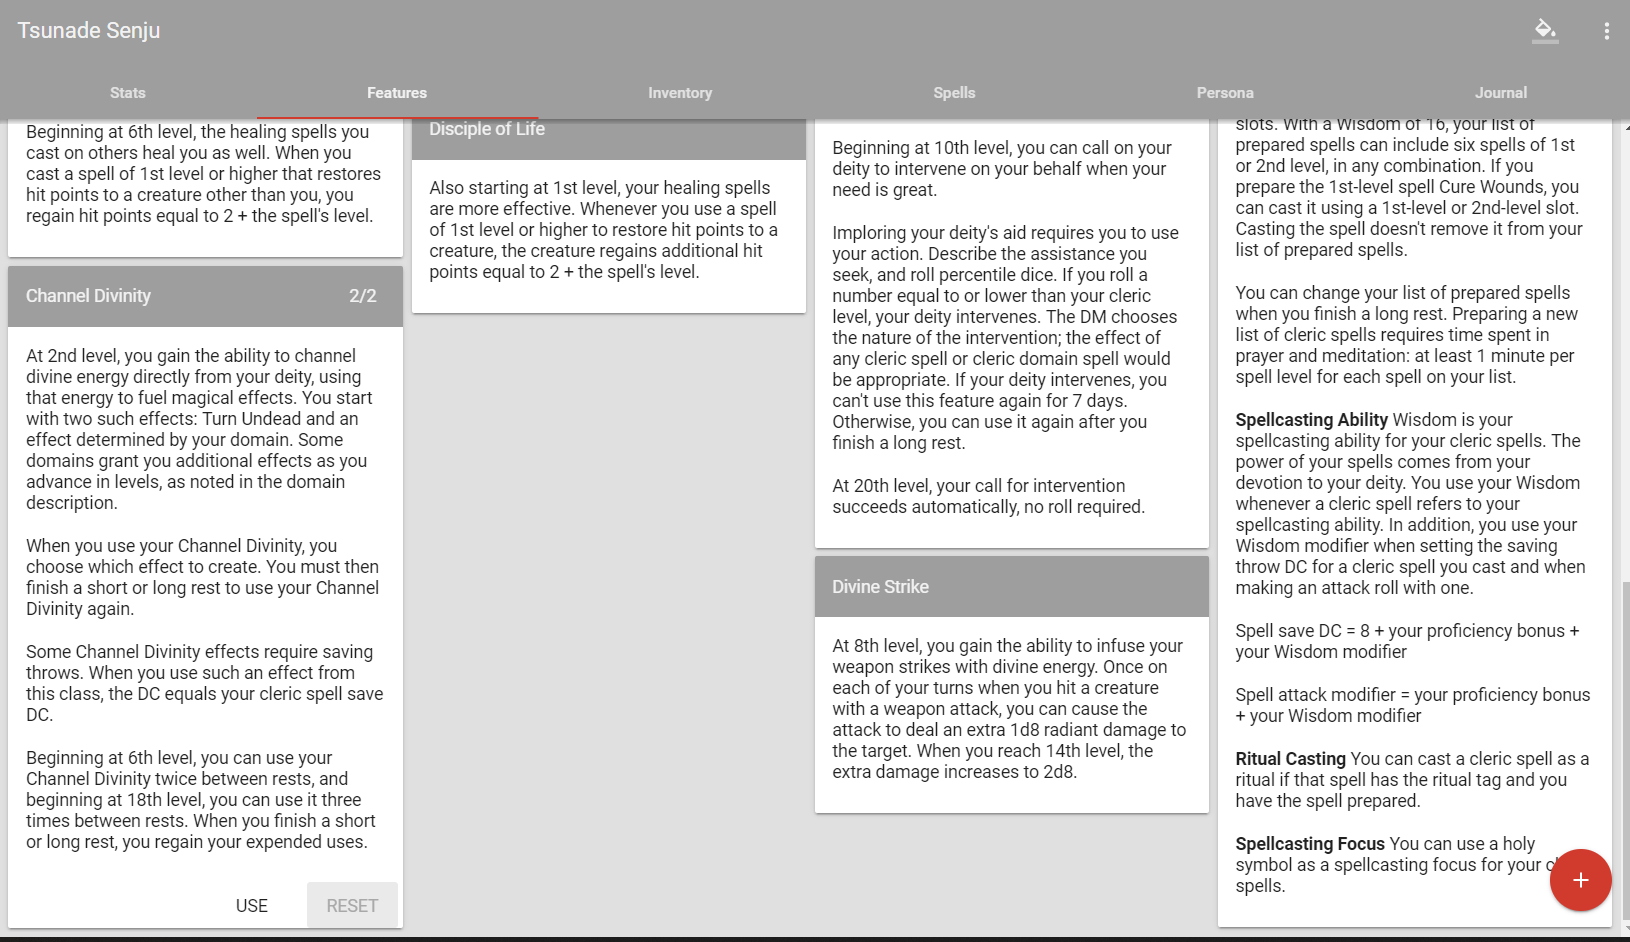 Tsunade Senju
Stats
Features
Inventory
Spells
Persona
Journal
Beginning at 6th level, the healing spells you
cast on others heal you as well. When you
cast a spell of 1st level or higher that restores
hit points to a creature other than you, you
regain hit points equal to 2 + the spell's level.
Channel Divinity 2/2
At 2nd level, you gain the ability to channel
divine energy directly from your deity, using
that energy to fuel magical effects. You start
with two such effects: Turn Undead and an
effect determined by your domain. Some
domains grant you additional effects as you
advance in levels, as noted in the domain
description.
When you use your Channel Divinity, you
choose which effect to create. You must then
finish a short or long rest to use your Channel
Divinity again.
Some Channel Divinity effects require saving
throws. When you use such an effect from
this class, the DC equals your cleric spell save
DC.
Beginning at 6th level, you can use your
Channel Divinity twice between rests, and
beginning at 18th level, you can use it three
times between rests. When you finish a short
or long rest, you regain your expended uses.
USE
RESET
Disciple of Life
Also starting at 1st level, your healing spells
are more effective. Whenever you use a spell
of 1st level or higher to restore hit points to a
creature, the creature regains additional hit
points equal to 2 + the spell's level.
Beginning at 10th level, you can call on your
deity to intervene on your behalf when your
need is great.
Imploring your deity's aid requires you to use
your action. Describe the assistance you
seek, and roll percentile dice. If you roll a
number equal to or lower than your cleric
level, your deity intervenes. The DM chooses
the nature of the intervention; the effect of
any cleric spell or cleric domain spell would
be appropriate. If your deity intervenes, you
can't use this feature again for 7 days.
Otherwise, you can use it again after you
finish a long rest.
At 20th level, your call for intervention
succeeds automatically, no roll required.
Divine Strike
At 8th level, you gain the ability to infuse your
weapon strikes with divine energy. Once on
each of your turns when you hit a creature
with a weapon attack, you can cause the
attack to deal an extra 1d8 radiant damage to
the target. When you reach 14th level, the
extra damage increases to 2d8.
slots. With a Wisdom of 16, your list of
prepared spells can include six spells of 1st
or 2nd level, in any combination. If you
prepare the 1st-level spell Cure Wounds, you
can cast it using a 1st-level or 2nd-level slot.
Casting the spell doesn't remove it from your
list of prepared spells.
You can change your list of prepared spells
when you finish a long rest. Preparing a new
list of cleric spells requires time spent in
prayer and meditation: at least 1 minute per
spell level for each spell on your list.
Spellcasting Ability Wisdom is your
spellcasting ability for your cleric spells. The
power of your spells comes from your
devotion to your deity. You use your Wisdom
whenever a cleric spell refers to your
spellcasting ability. In addition, you use your
Wisdom modifier when setting the saving
throw DC for a cleric spell you cast and when
making an attack roll with one.
Spell save DC = 8 + your proficiency bonus +
your Wisdom modifier
Spell attack modifier = your proficiency bonus
+ your Wisdom modifier
Ritual Casting You can cast a cleric spell as a
ritual if that spell has the ritual tag and you
have the spell prepared.
Spellcasting Focus You can use a holy
symbol as a spellcasting focus for your
spells.